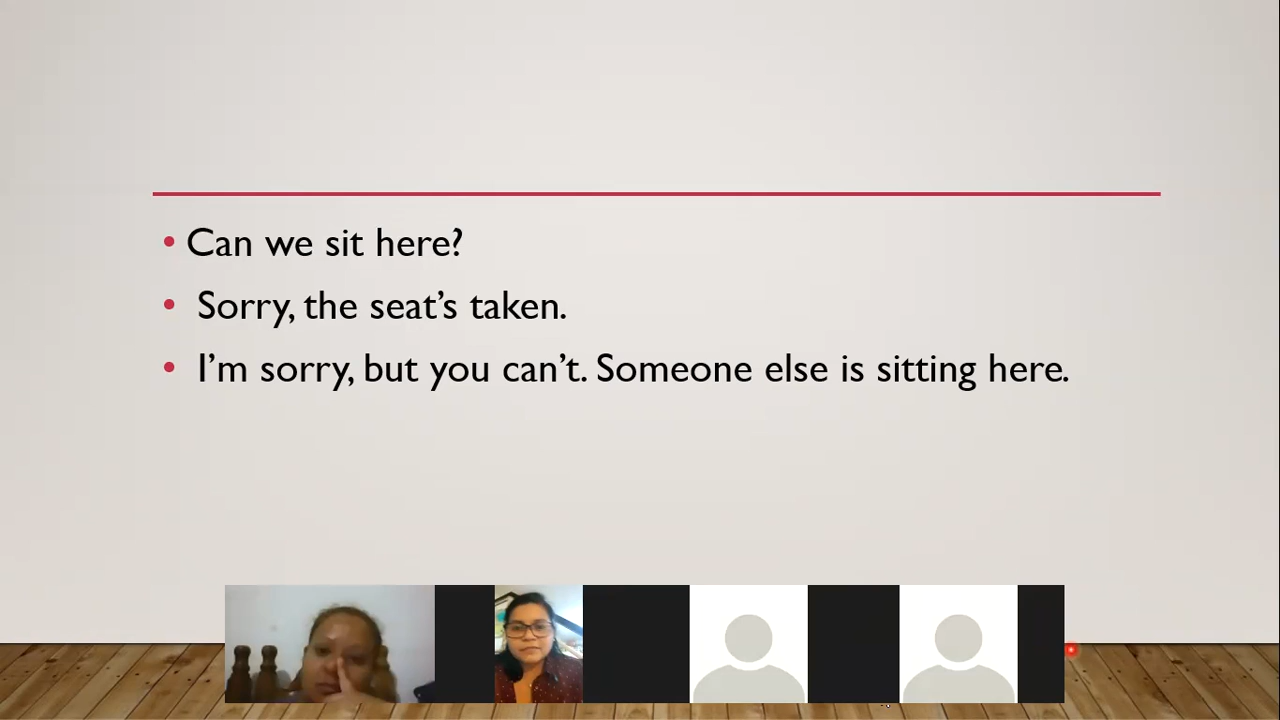 Can we sit here?
Sorry, the seat’s taken.
I’m sorry, but you can’t. Someone else is sitting here.